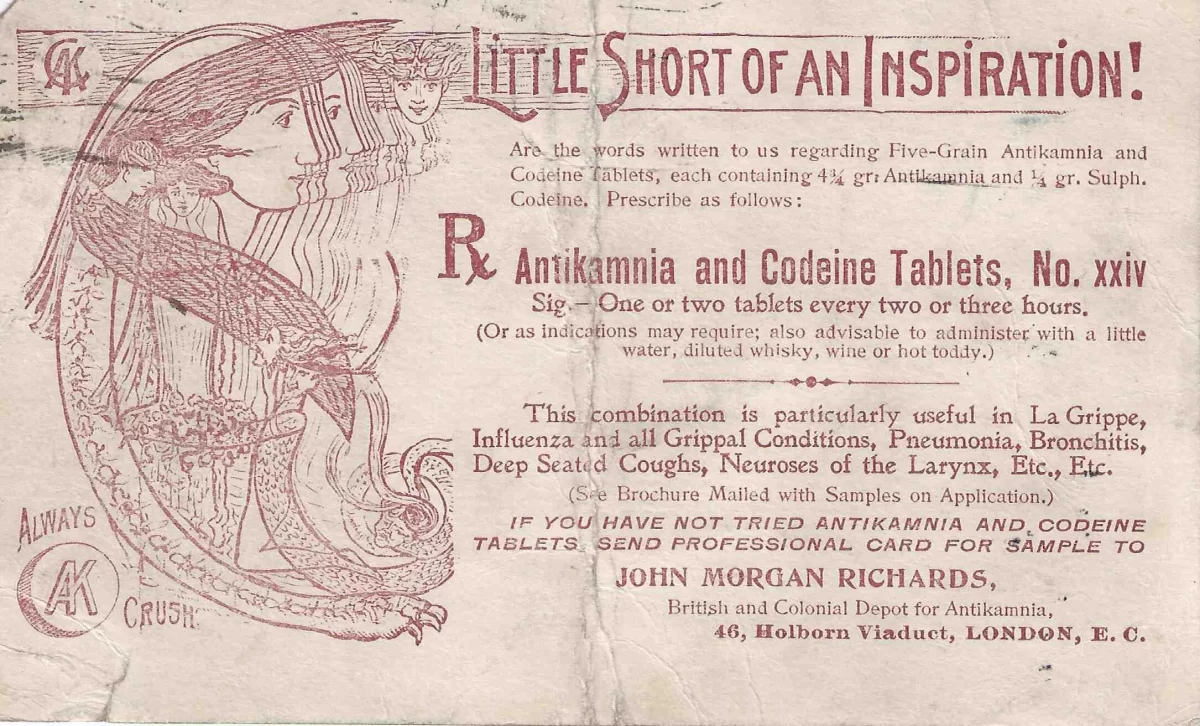 AK
LITTLE SHORT OF AN INSPIRATION!
Are the words written to us regarding Five-Grain Antikamnia and
Codeine Tablets, each containing 4¾ gr. Antikamnia and ¼ gr. Sulph.
Codeine. Prescribe as follows:
℞ Antikamnia and Codeine Tablets, No. xxiv
Sig.—One or two tablets every two or three hours.
(Or as indications may require; also advisable to administer with a little
water, diluted whisky, wine or hot toddy.)
This combination is particularly useful in La Grippe,
Influenza and all Grippal Conditions, Pneumonia, Bronchitis,
Deep Seated Coughs, Neuroses of the Larynx, Etc., Etc.
(See Brochure Mailed with Samples on Application.)
IF YOU HAVE NOT TRIED ANTIKAMNIA AND CODEINE
TABLETS, SEND PROFESSIONAL CARD FOR SAMPLE TO
JOHN MORGAN RICHARDS,
British and Colonial Depot for Antikamnia,
46, Holborn Viaduct, LONDON, E. C.
ALWAYS
AK
CRUSH